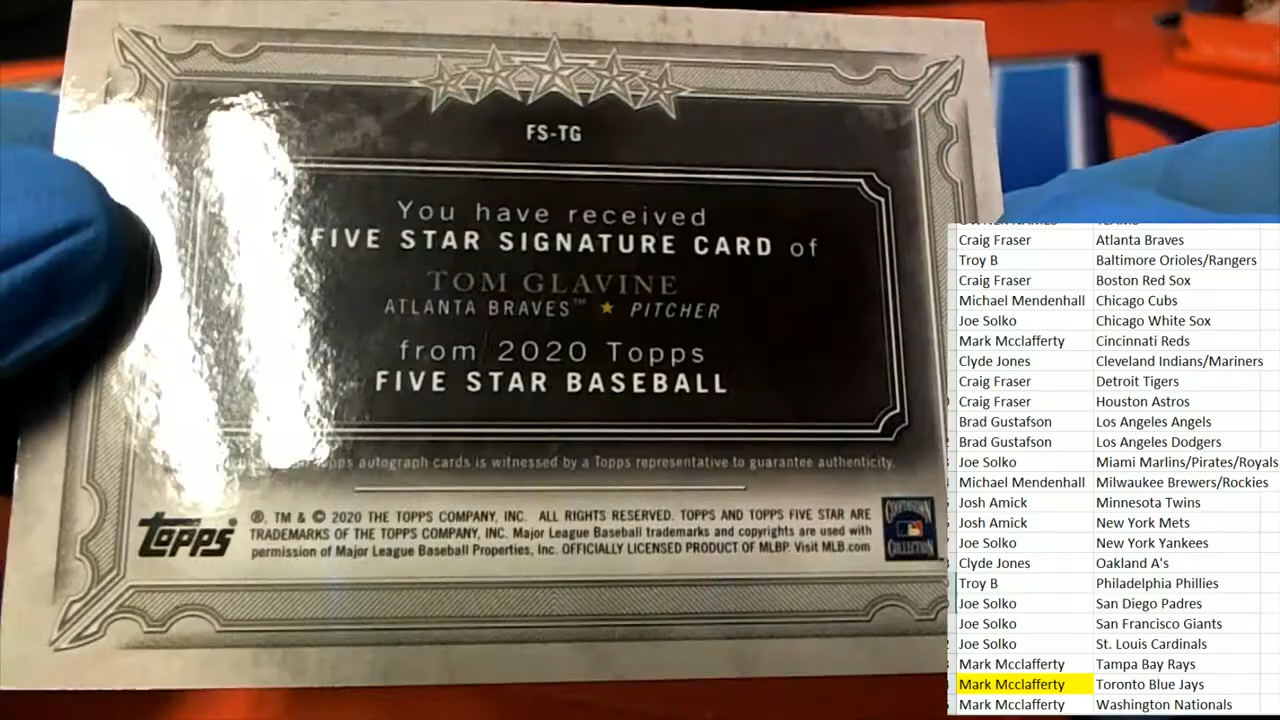 FS-TG
You have received
FIVE STAR SIGNATURE CARD of
TOM GLAVINE
ATLANTA BRAVES™ ★ PITCHER
from 2020 Topps
FIVE STAR BASEBALL
autograph cards is witnessed by a Topps representative to guarantee authenticity.
topps
®, TM & © 2020 THE TOPPS COMPANY, INC. ALL RIGHTS RESERVED. TOPPS AND TOPPS FIVE STAR ARE
TRADEMARKS OF THE TOPPS COMPANY, INC. Major League Baseball trademarks and copyrights are used with
permission of Major League Baseball Properties, Inc. OFFICIALLY LICENSED PRODUCT OF MLBP. Visit MLB.com
COOPERSTOWN
COLLECTION
Craig Fraser Atlanta Braves
Troy B Baltimore Orioles/Rangers
Craig Fraser Boston Red Sox
Michael Mendenhall Chicago Cubs
Joe Solko Chicago White Sox
Mark Mcclafferty Cincinnati Reds
Clyde Jones Cleveland Indians/Mariners
Craig Fraser Detroit Tigers
Craig Fraser Houston Astros
Brad Gustafson Los Angeles Angels
Brad Gustafson Los Angeles Dodgers
Joe Solko Miami Marlins/Pirates/Royals
Michael Mendenhall Milwaukee Brewers/Rockies
Josh Amick Minnesota Twins
Josh Amick New York Mets
Joe Solko New York Yankees
Clyde Jones Oakland A's
Troy B Philadelphia Phillies
Joe Solko San Diego Padres
Joe Solko San Francisco Giants
Joe Solko St. Louis Cardinals
Mark Mcclafferty Tampa Bay Rays
Mark Mcclafferty Toronto Blue Jays
Mark Mcclafferty Washington Nationals